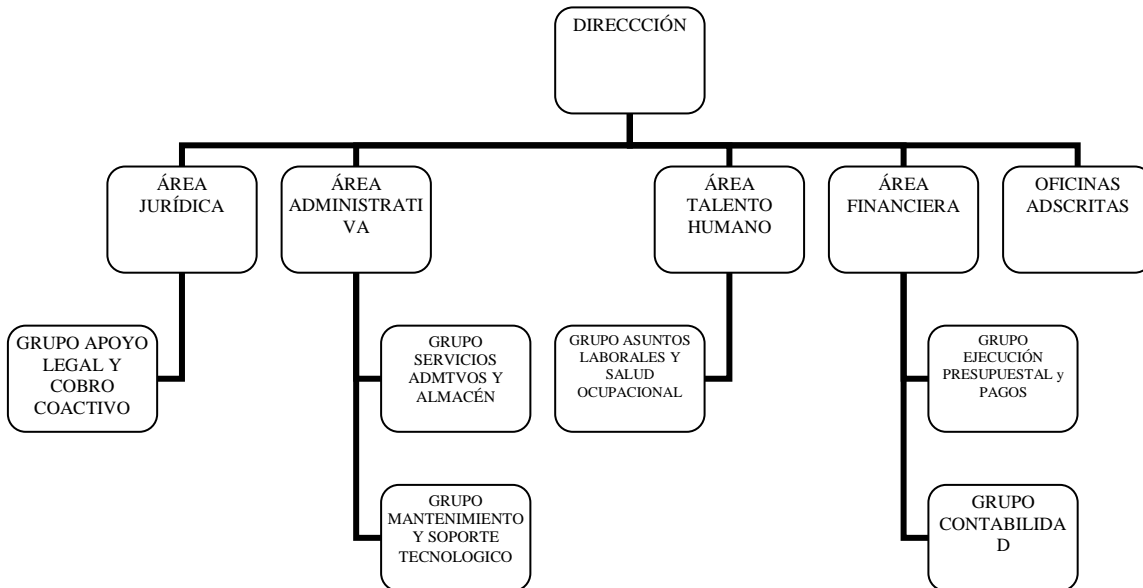 DIRECCCIÓN
ÁREA
JURÍDICA
ÁREA
ADMINISTRATI
VA
ÁREA
TALENTO
HUMANO
ÁREA
FINANCIERA
OFICINAS
ADSCRITAS
GRUPO APOYO
LEGAL Y
COBRO
COACTIVO
GRUPO
SERVICIOS
ADMTVOS Y
ALMACÉN
GRUPO ASUNTOS
LABORALES Y
SALUD
OCUPACIONAL
GRUPO
EJECUCIÓN
PRESUPUESTAL y
PAGOS
GRUPO
MANTENIMIENTO
Y SOPORTE
TECNOLOGICO
GRUPO
CONTABILIDA
D